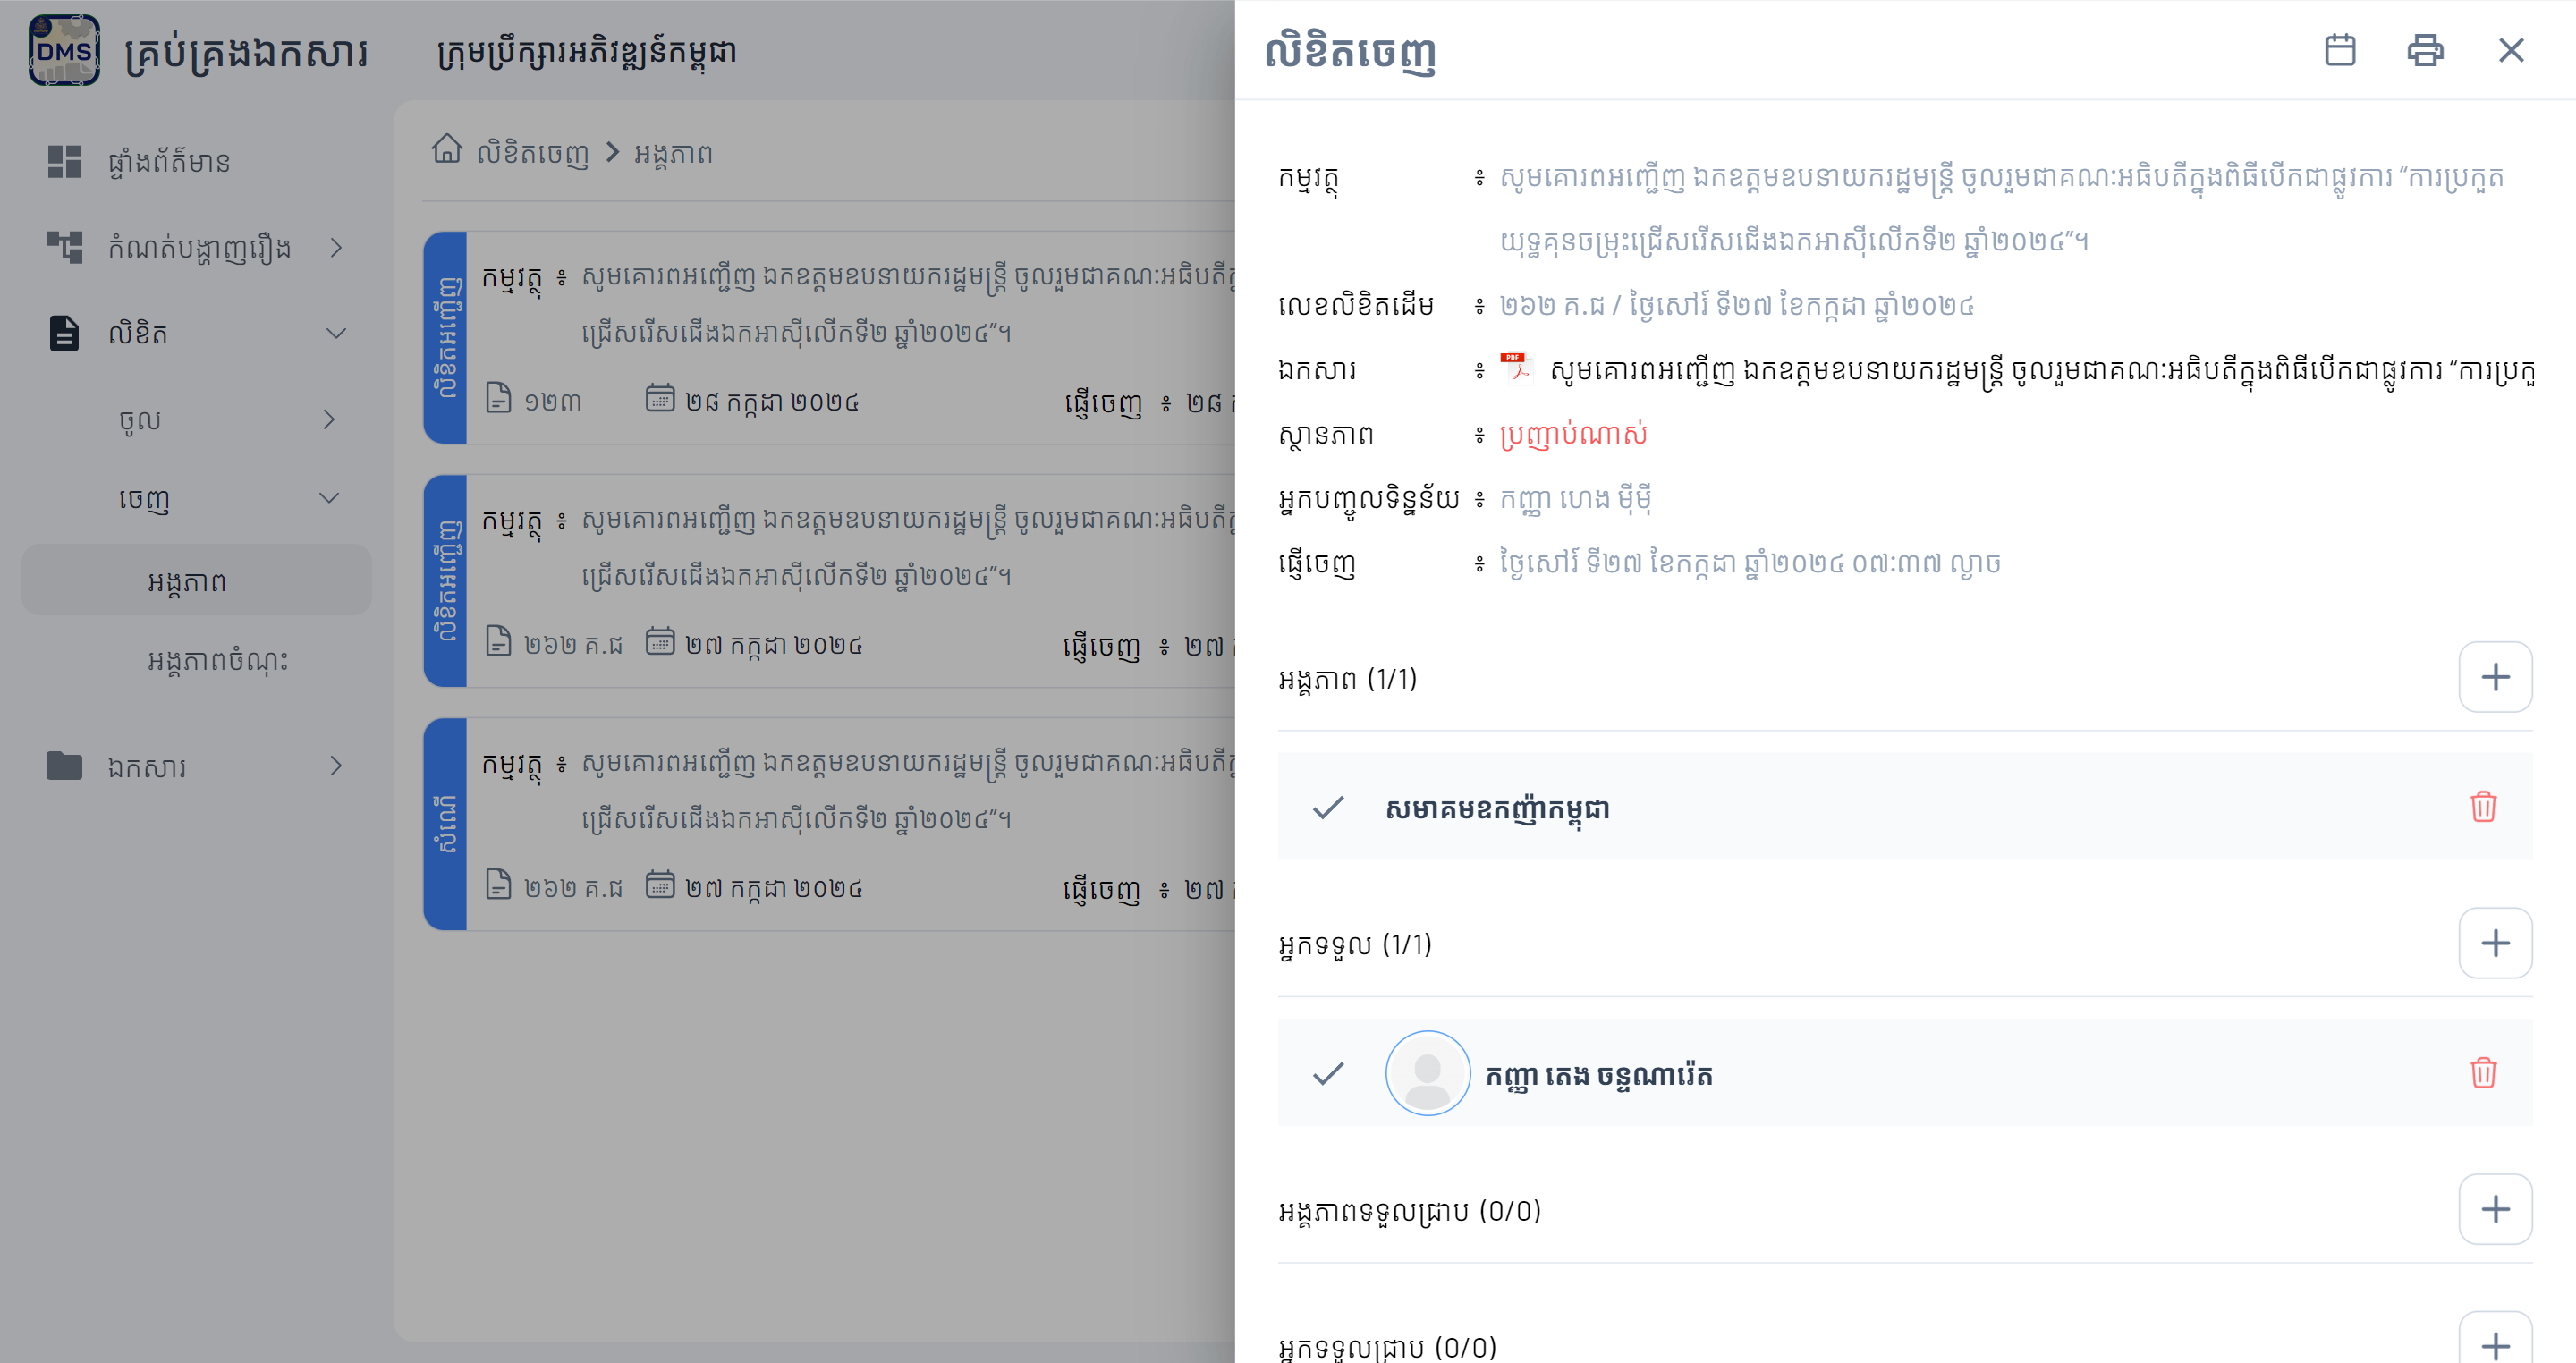 DMS
គ្រប់គ្រងឯកសារ
ក្រុមប្រឹក្សារអភិវឌ្ឍន៍កម្ពុជា
ផ្ទាំងព័ត៌មាន
កំណត់បង្ហាញរឿង
លិខិត
ចូល
ចេញ
អង្គភាព
អង្គភាពចំណុះ
ឯកសារ
លិខិតចេញ > អង្គភាព
លិខិតអញ្ជើញ
កម្មវត្ថុ ៖ សូមគោរពអញ្ជើញ ឯកឧត្តមឧបនាយករដ្ឋមន្ត្រី ចូលរួមជាគណៈអធិបតីក្
ជ្រើសរើសជើងឯកអាស៊ីលើកទី២ ឆ្នាំ២០២៤”។
១២៣ ២៨ កក្កដា ២០២៤ ផ្ញើចេញ ៖ ២៨
លិខិតអញ្ជើញ
កម្មវត្ថុ ៖ សូមគោរពអញ្ជើញ ឯកឧត្តមឧបនាយករដ្ឋមន្ត្រី ចូលរួមជាគណៈអធិបតីក្
ជ្រើសរើសជើងឯកអាស៊ីលើកទី២ ឆ្នាំ២០២៤”។
២៦២ គ.ជ ២៧ កក្កដា ២០២៤ ផ្ញើចេញ ៖ ២៧
សំណើ
កម្មវត្ថុ ៖ សូមគោរពអញ្ជើញ ឯកឧត្តមឧបនាយករដ្ឋមន្ត្រី ចូលរួមជាគណៈអធិបតីក្
ជ្រើសរើសជើងឯកអាស៊ីលើកទី២ ឆ្នាំ២០២៤”។
២៦២ គ.ជ ២៧ កក្កដា ២០២៤ ផ្ញើចេញ ៖ ២៧
លិខិតចេញ
កម្មវត្ថុ ៖ សូមគោរពអញ្ជើញ ឯកឧត្តមឧបនាយករដ្ឋមន្ត្រី ចូលរួមជាគណៈអធិបតីក្នុងពិធីបើកជាផ្លូវការ “ការប្រកួត
យុទ្ធគុនចម្រុះជ្រើសរើសជើងឯកអាស៊ីលើកទី២ ឆ្នាំ២០២៤”។
លេខលិខិតដើម ៖ ២៦២ គ.ជ / ថ្ងៃសៅរ៍ ទី២៧ ខែកក្កដា ឆ្នាំ២០២៤
ឯកសារ ៖ PDF សូមគោរពអញ្ជើញ ឯកឧត្តមឧបនាយករដ្ឋមន្ត្រី ចូលរួមជាគណៈអធិបតីក្នុងពិធីបើកជាផ្លូវការ “ការប្រកួ
ស្ថានភាព ៖ ប្រញាប់ណាស់
អ្នកបញ្ចូលទិន្នន័យ ៖ កញ្ញា ហេង ម៉ីម៉ី
ផ្ញើចេញ ៖ ថ្ងៃសៅរ៍ ទី២៧ ខែកក្កដា ឆ្នាំ២០២៤ ០៧:៣៧ ល្ងាច
អង្គភាព (1/1)
សមាគមឧកញ៉ាកម្ពុជា
អ្នកទទួល (1/1)
កញ្ញា តេង ចន្ទណារ៉េត
អង្គភាពទទួលជ្រាប (0/0)
អ្នកទទួលជ្រាប (0/0)